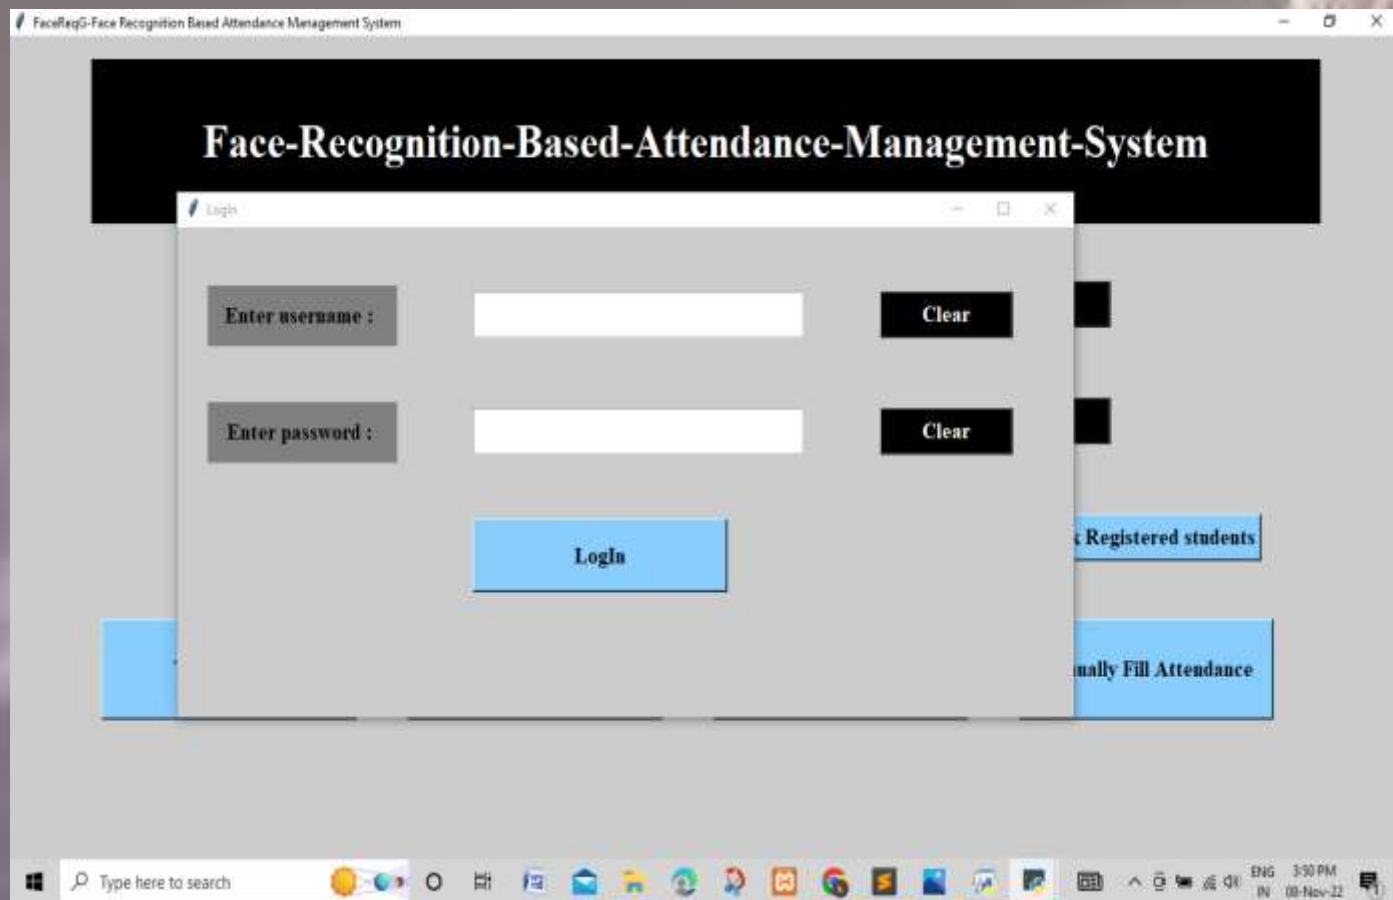 FaceReqG-Face Recognition Based Attendance Management System
Face-Recognition-Based-Attendance-Management-System
LogIn
Enter username :
Clear
Enter password :
Clear
LogIn
Registered students
Fill Attendance
Type here to search
ENG
IN
3:50 PM
08-Nov-22